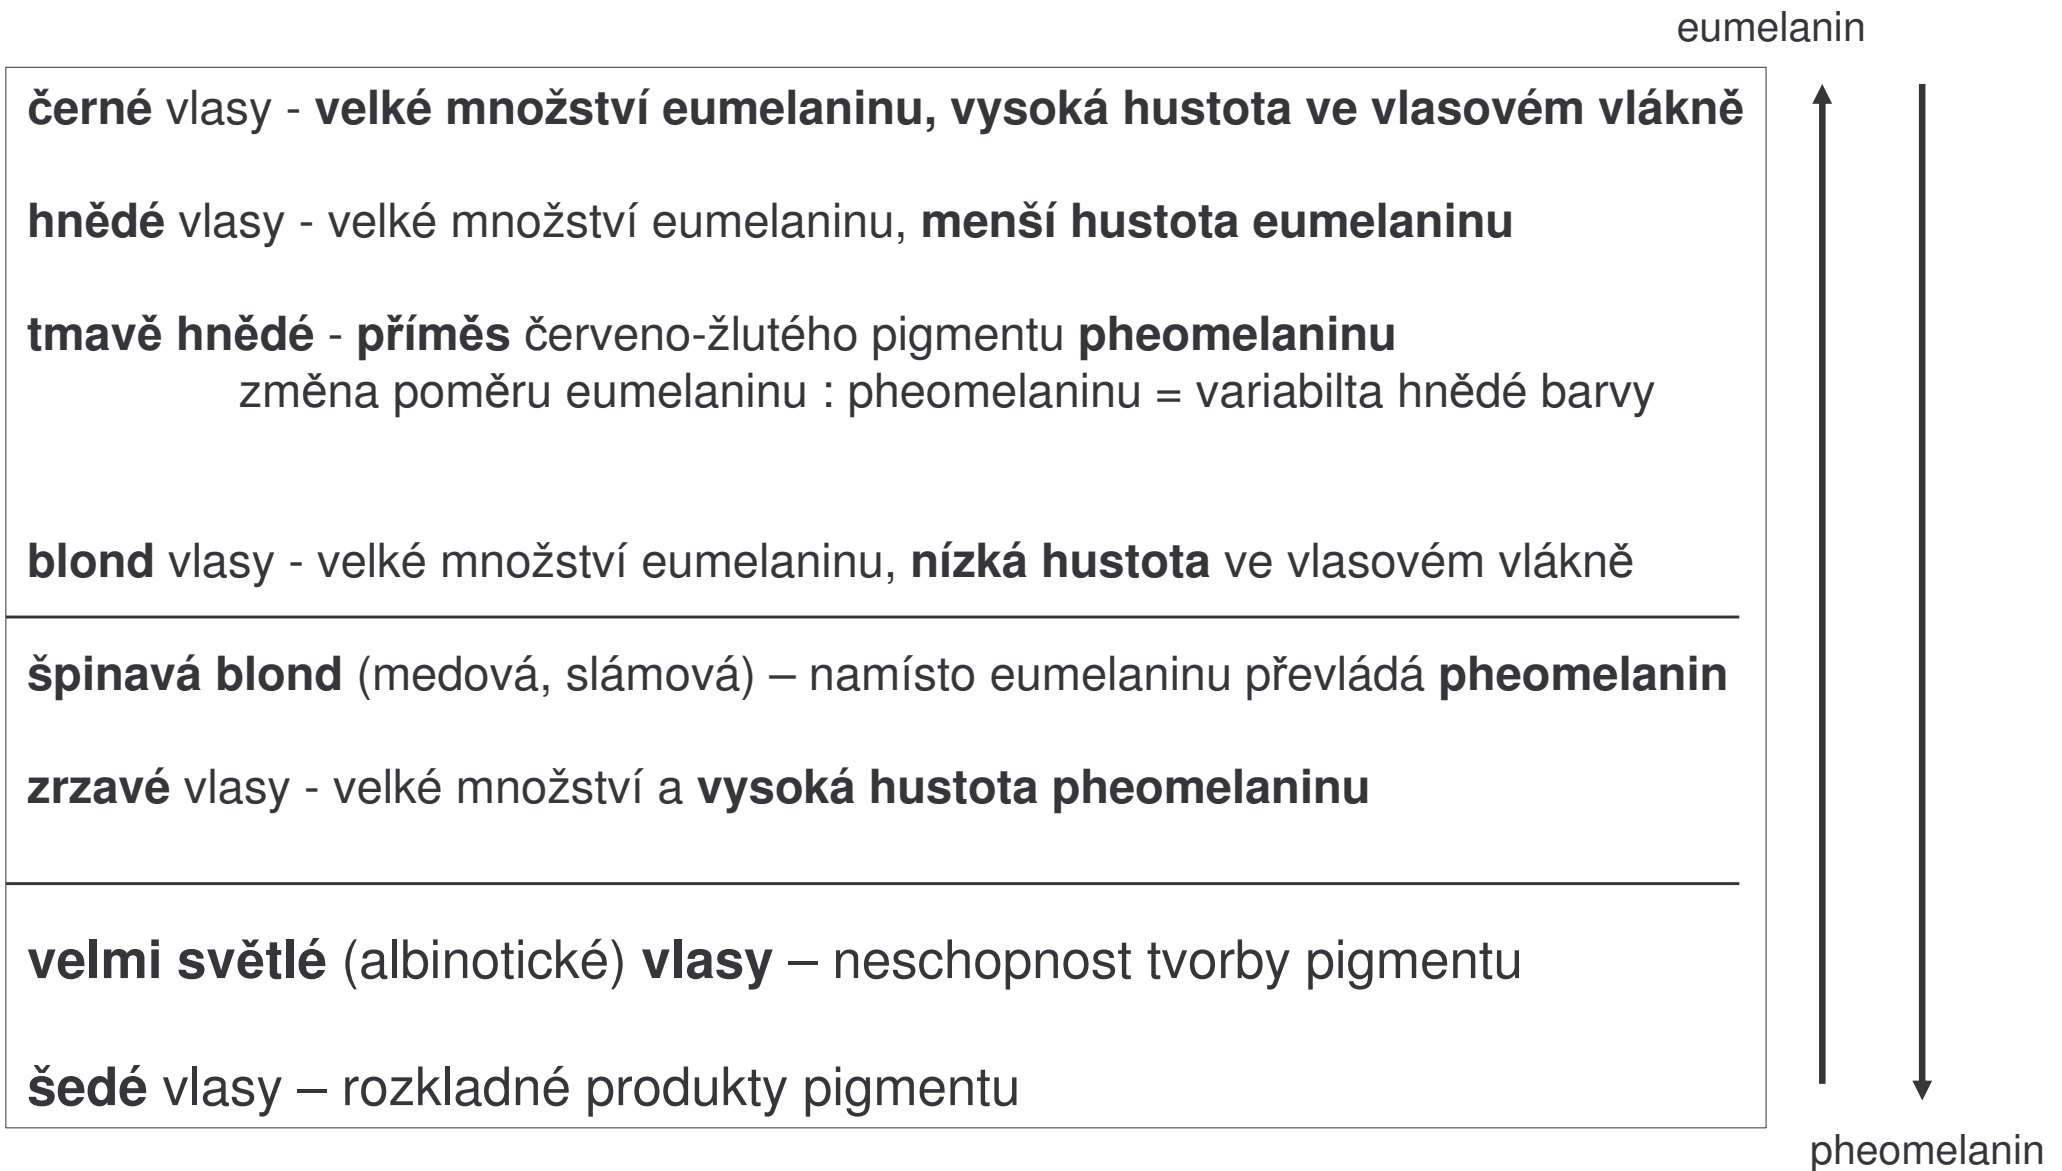 eumelanin
černé vlasy - velké množství eumelaninu, vysoká hustota ve vlasovém vlákně
hnědé vlasy - velké množství eumelaninu, menší hustota eumelaninu
tmavě hnědé - příměs červeno-žlutého pigmentu pheomelaninu
změna poměru eumelaninu : pheomelaninu = variabilta hnědé barvy
blond vlasy - velké množství eumelaninu, nízká hustota ve vlasovém vlákně
špinavá blond (medová, slámová) – namísto eumelaninu převládá pheomelanin
zrzavé vlasy - velké množství a vysoká hustota pheomelaninu
velmi světlé (albinotické) vlasy – neschopnost tvorby pigmentu
šedé vlasy – rozkladné produkty pigmentu
pheomelanin